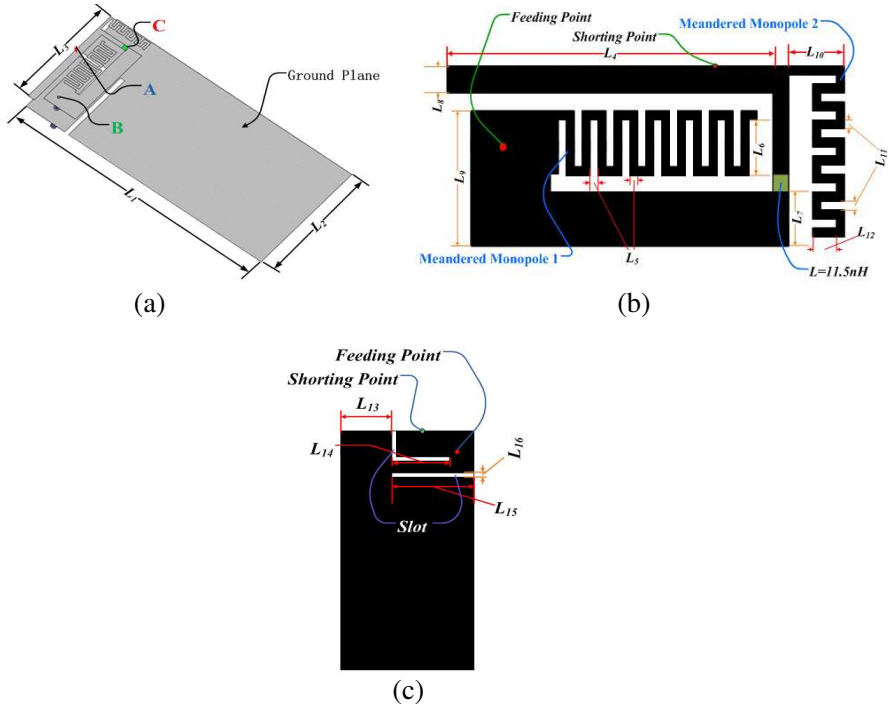 C
L3
Ground Plane
A
B
L1
L2
(a)
Feeding Point
Shorting Point
Meandered Monopole 2
L4
L10
L8
L9
L6
L11
L7
L12
L5
Meandered Monopole 1
L=11.5nH
(b)
Feeding Point
Shorting Point
L13
L14
L16
L15
Slot
(c)